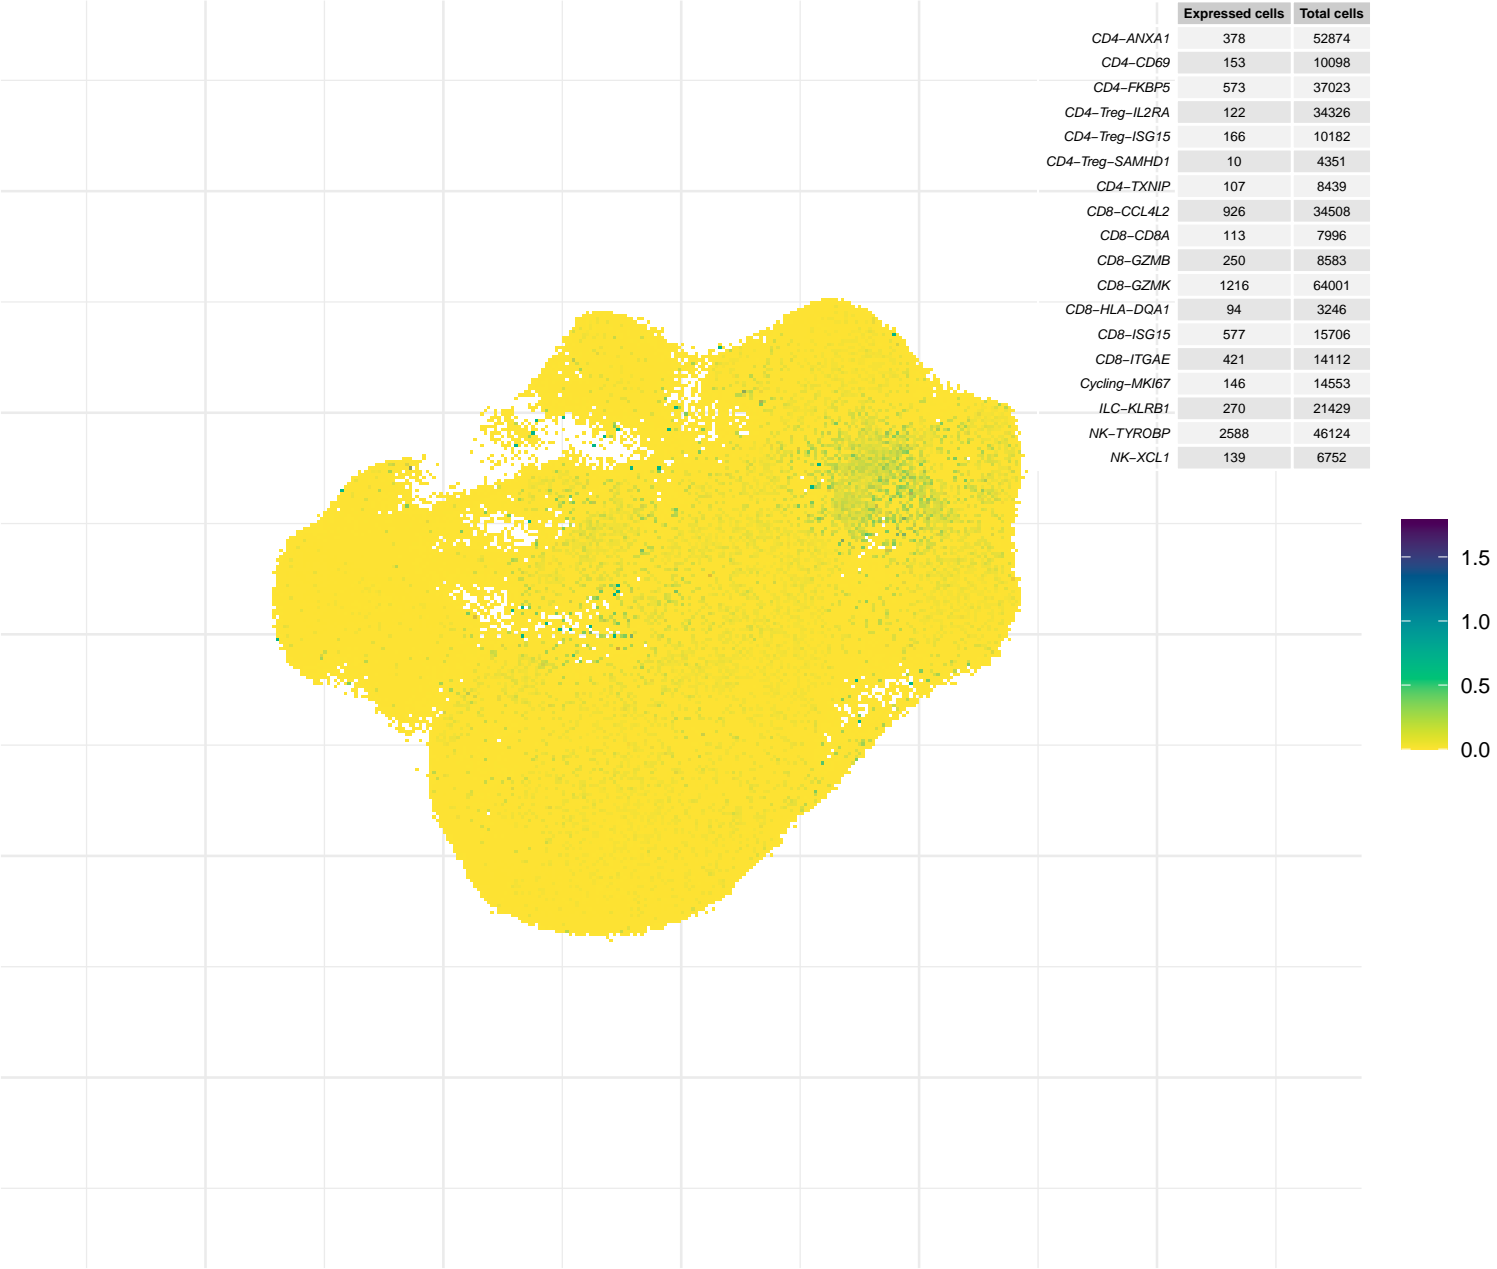 Expressed cells Total cells
CD4−ANXA1 378 52874
CD4−CD69 153 10098
CD4−FKBP5 573 37023
CD4−Treg−IL2RA 122 34326
CD4−Treg−ISG15 166 10182
CD4−Treg−SAMHD1 10 4351
CD4−TXNIP 107 8439
CD8−CCL4L2 926 34508
CD8−CD8A 113 7996
CD8−GZMB 250 8583
CD8−GZMK 1216 64001
CD8−HLA−DQA1 94 3246
CD8−ISG15 577 15706
CD8−ITGAE 421 14112
Cycling−MKI67 146 14553
ILC−KLRB1 270 21429
NK−TYROBP 2588 46124
NK−XCL1 139 6752
1.5
1.0
0.5
0.0